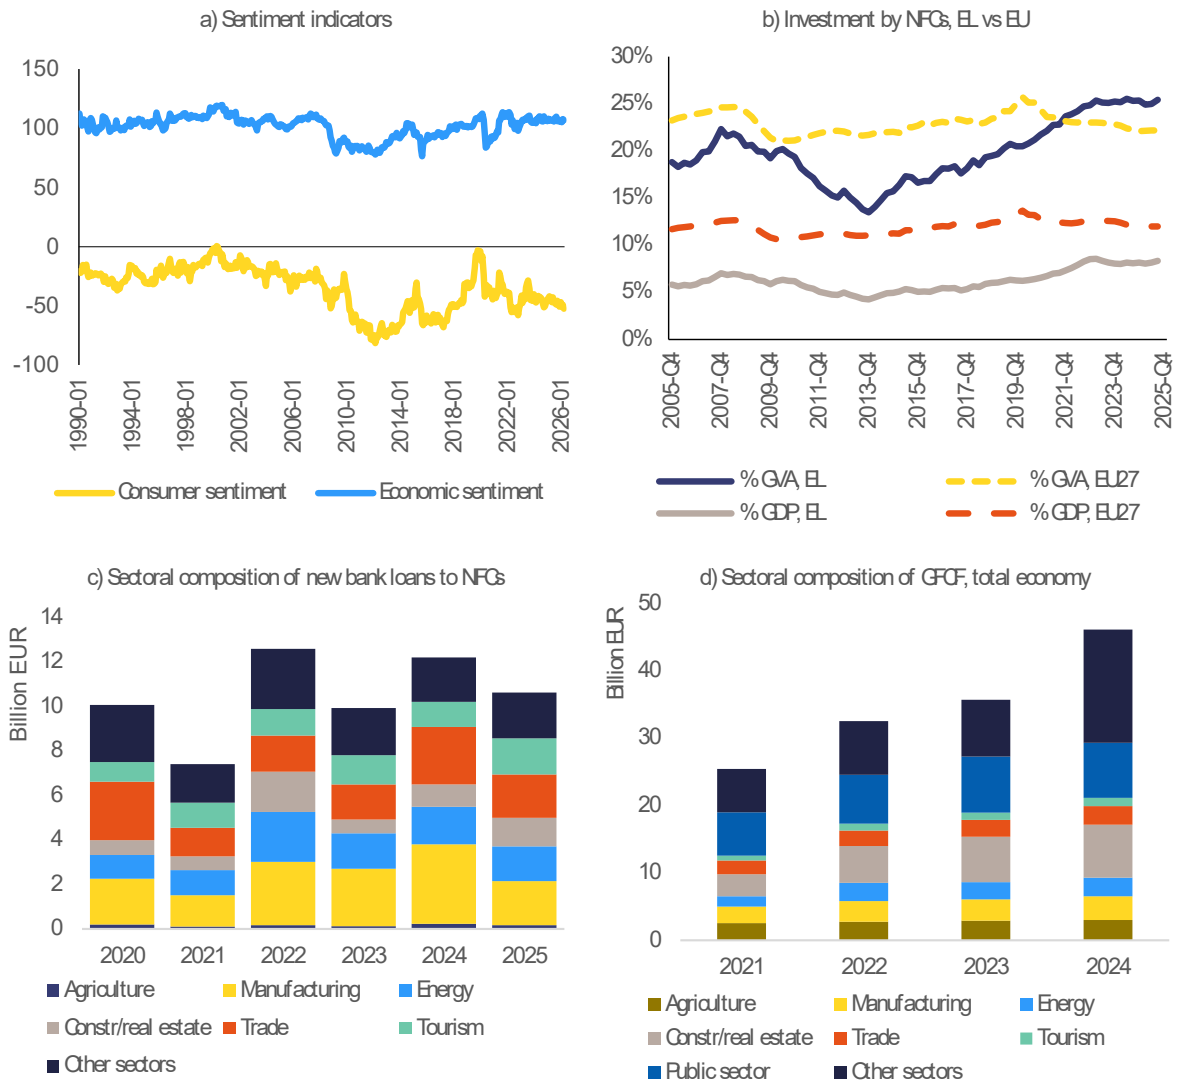 a) Sentiment indicators
150
100
50
0
-50
-100
1990-01
1994-01
1998-01
2002-01
2006-01
2010-01
2014-01
2018-01
2022-01
2026-01
Consumer sentiment
Economic sentiment
b) Investment by NFCs, EL vs EU
30%
25%
20%
15%
10%
5%
0%
2005-Q4
2007-Q4
2009-Q4
2011-Q4
2013-Q4
2015-Q4
2017-Q4
2019-Q4
2021-Q4
2023-Q4
2025-Q4
% GVA, EL
% GVA, EU27
% GDP, EL
% GDP, EU27
c) Sectoral composition of new bank loans to NFCs
Billion EUR
14
12
10
8
6
4
2
0
2020
2021
2022
2023
2024
2025
Agriculture
Manufacturing
Energy
Constr/real estate
Trade
Tourism
Other sectors
d) Sectoral composition of GFCF, total economy
Billion EUR
50
40
30
20
10
0
2021
2022
2023
2024
Agriculture
Manufacturing
Energy
Constr/real estate
Trade
Tourism
Public sector
Other sectors